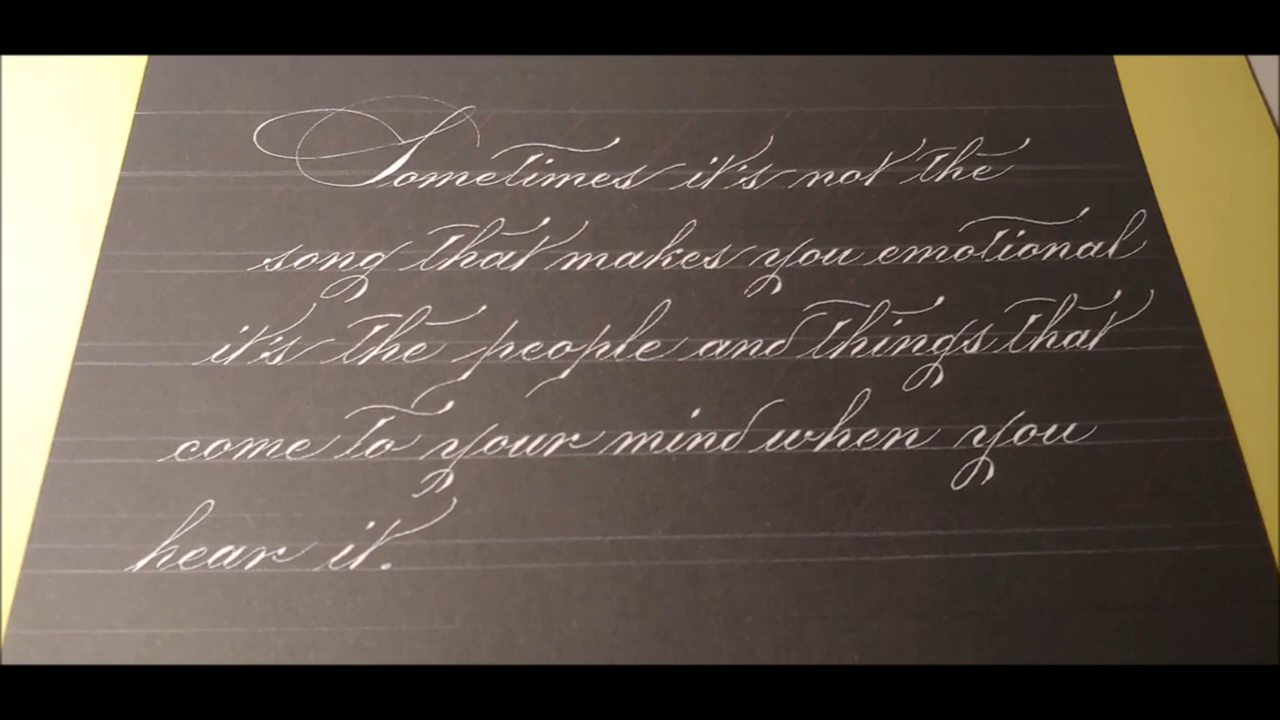 Sometimes it's not the
song that makes you emotional
it's the people and things that
come to your mind when you
hear it.